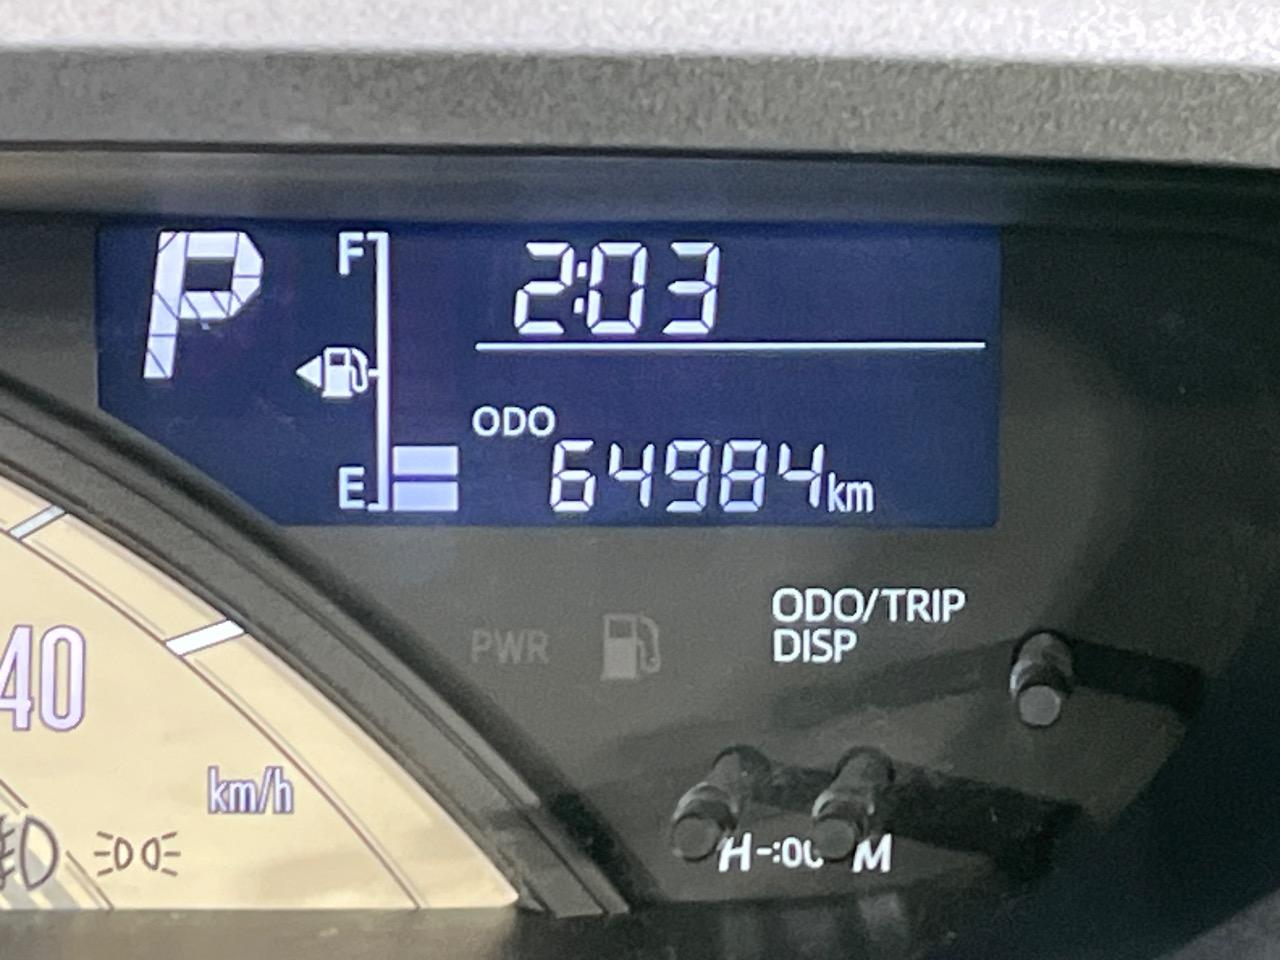 P
F
2:03
ODO
E
64984km
ODO/TRIP
DISP
PWR
40
km/h
H-:00 M